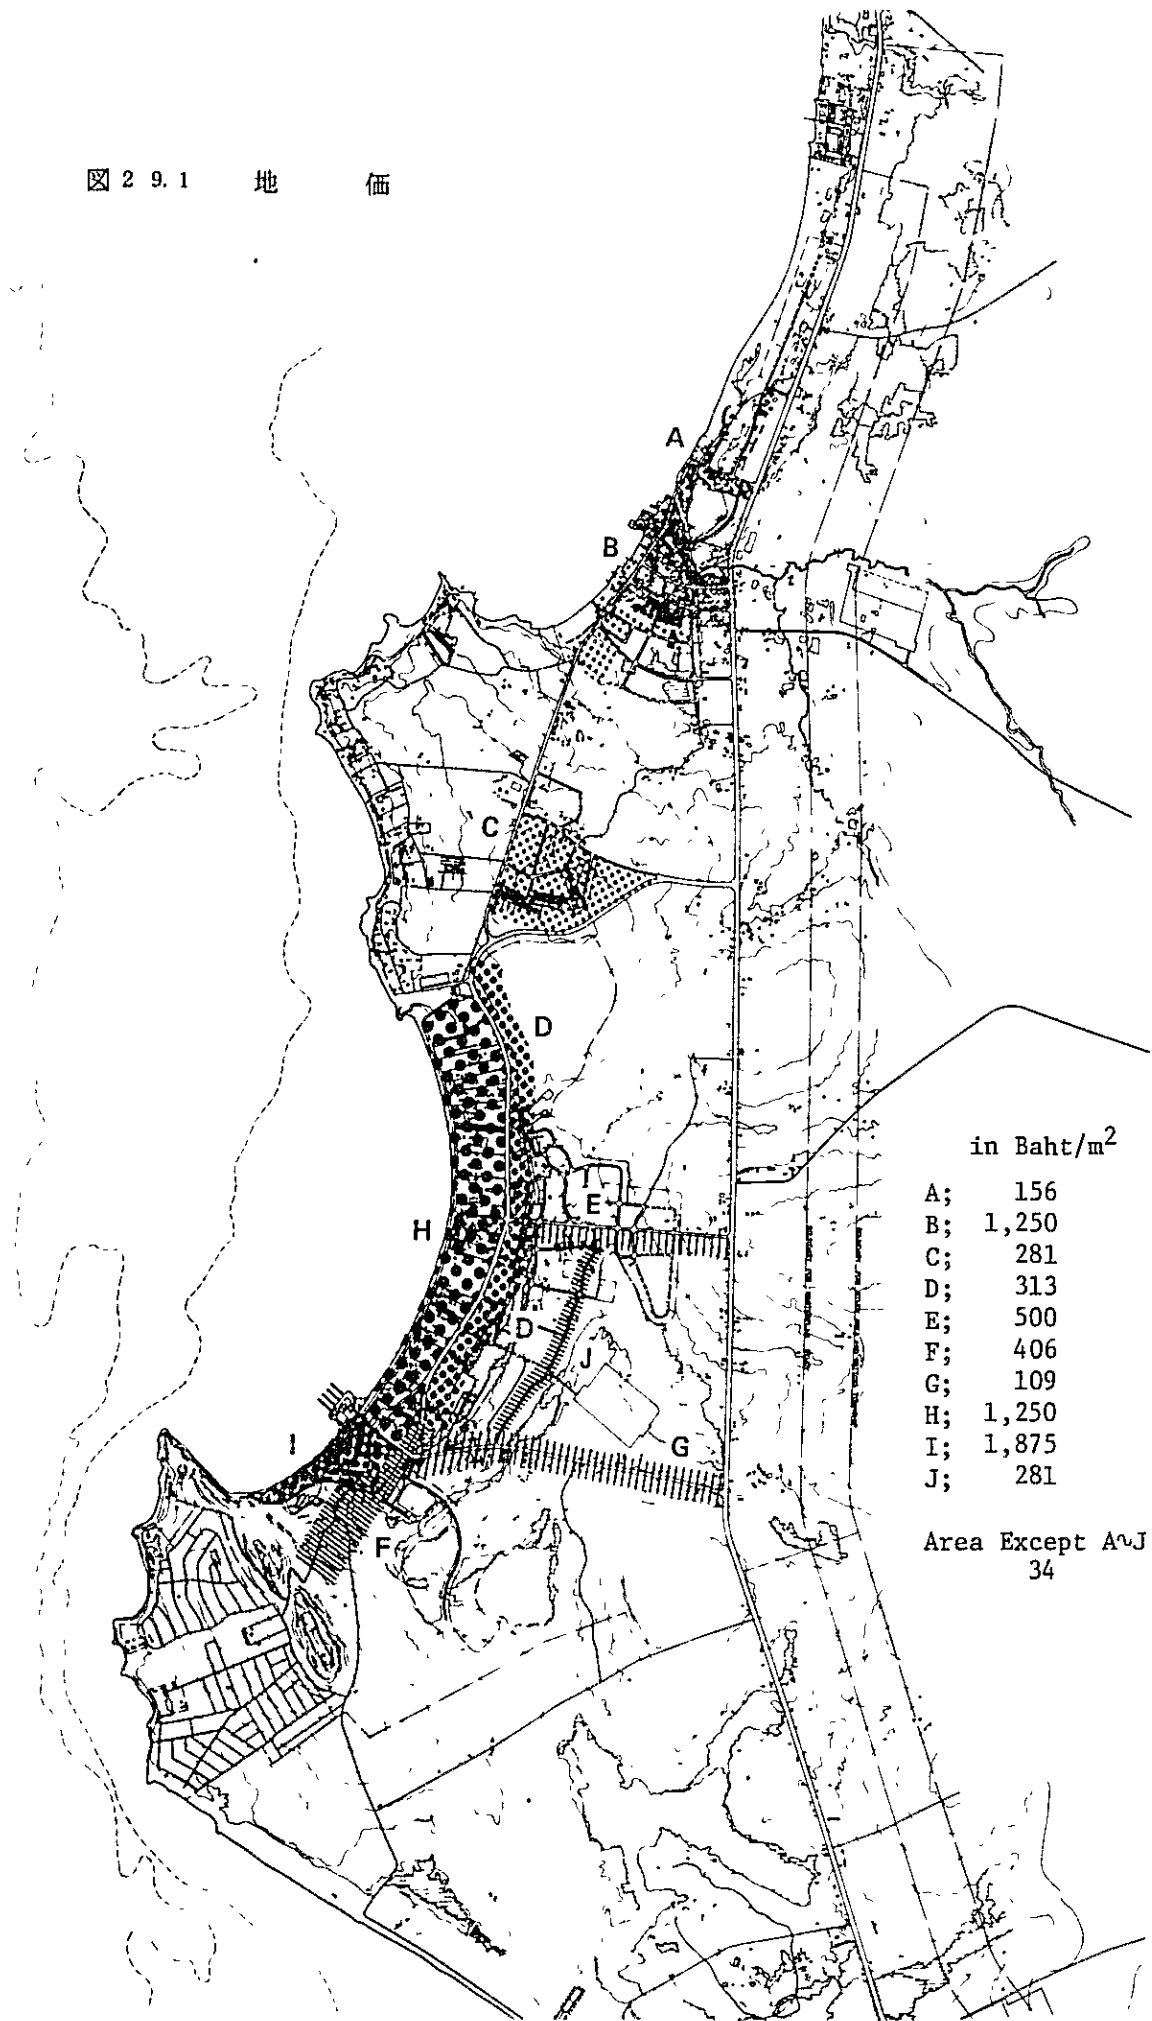 図29.1 地 価
A
B
C
D
E
H
D
J
G
I
F
in Baht/m²
A; 156
B; 1,250
C; 281
D; 313
E; 500
F; 406
G; 109
H; 1,250
I; 1,875
J; 281
Area Except A~J
34